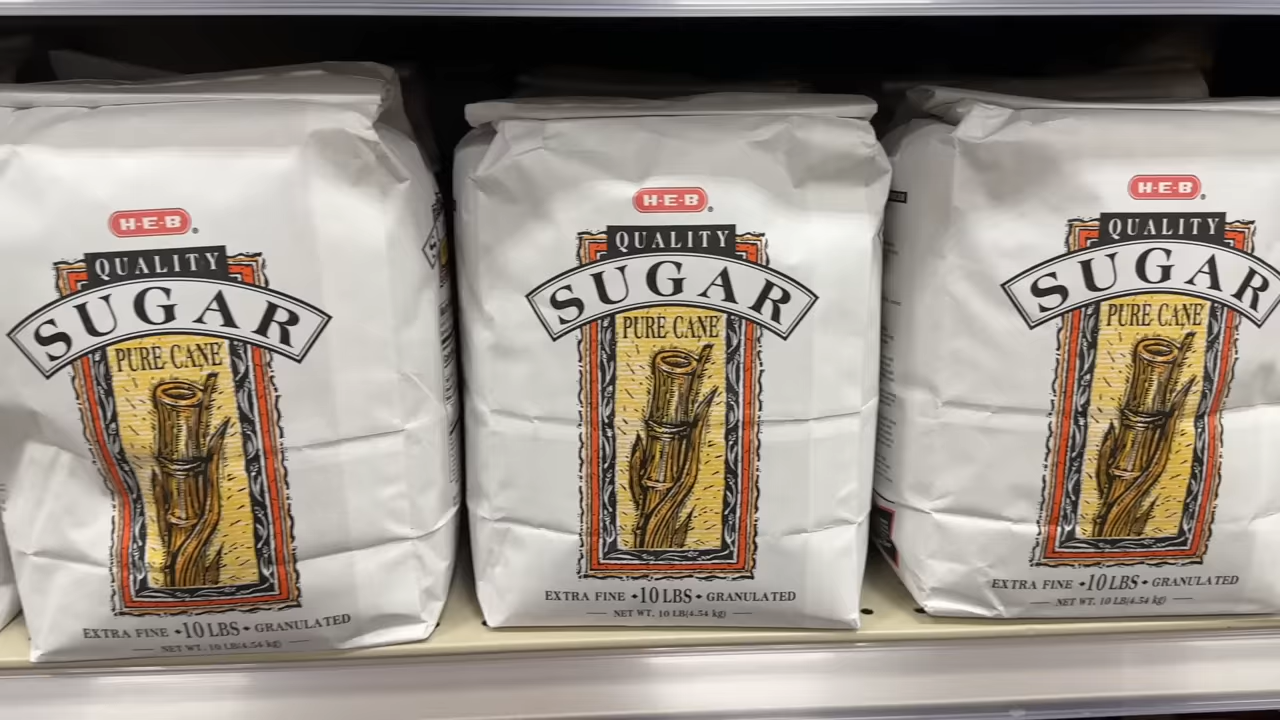 H-E-B®
QUALITY
SUGAR
PURE CANE
EXTRA FINE ◆10 LBS◆ GRANULATED
NET WT. 10 LB(4.54 kg)
H-E-B®
QUALITY
SUGAR
PURE CANE
EXTRA FINE ◆10 LBS◆ GRANULATED
NET WT. 10 LB(4.54 kg)
H-E-B®
QUALITY
SUGAR
PURE CANE
EXTRA FINE ◆10 LBS◆ GRANULATED
NET WT. 10 LB(4.54 kg)